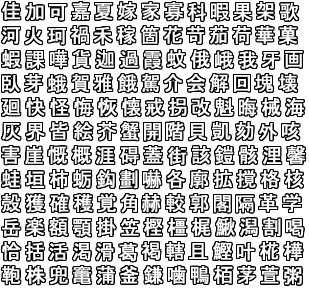 佳加可嘉夏嫁家寡科暇果架歌
河火珂禍禾稼箇花苛茄荷華菓
蝦課嘩貨迦過霞蚊俄峨我牙画
臥芽蛾賀雅餓駕介会解回塊壊
廻快怪悔恢懐戒拐改魁晦械海
灰界皆絵芥蟹開階貝凱劾外咳
害崖慨概涯碍蓋街該鎧骸浬馨
蛙垣柿蛎鈎劃嚇各廓拡撹格核
殻獲確穫覚角赫較郭閣隔革学
岳楽額顎掛笠樫橿梶鰍潟割喝
恰括活渇滑葛褐轄且鰹叶椛樺
鞄株兜竃蒲釜鎌噛鴨栢茅萱粥